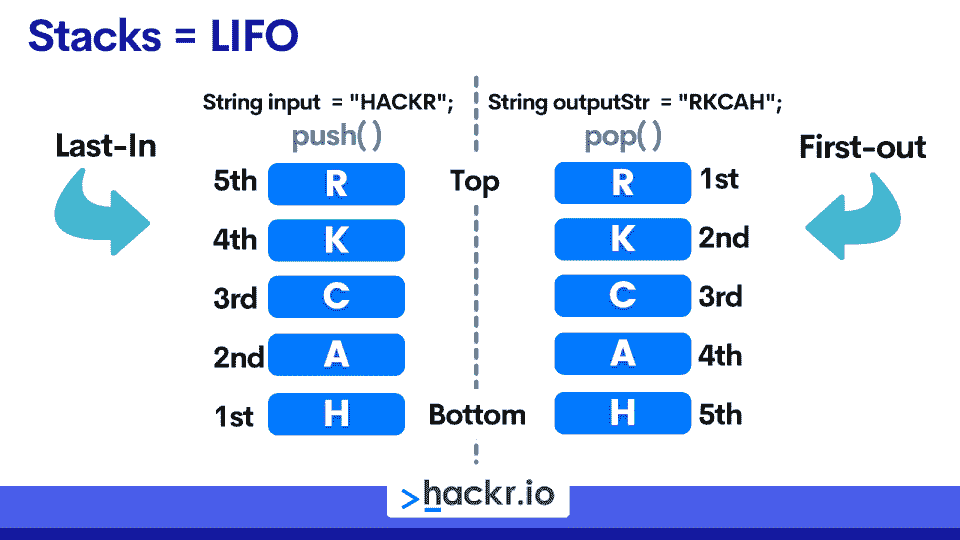 Stacks = LIFO
String input = "HACKR";
String outputStr = "RKCAH";
push( )
pop( )
Last-In
First-out
5th R Top R 1st
4th K K 2nd
3rd C C 3rd
2nd A A 4th
1st H Bottom H 5th
>hackr.io